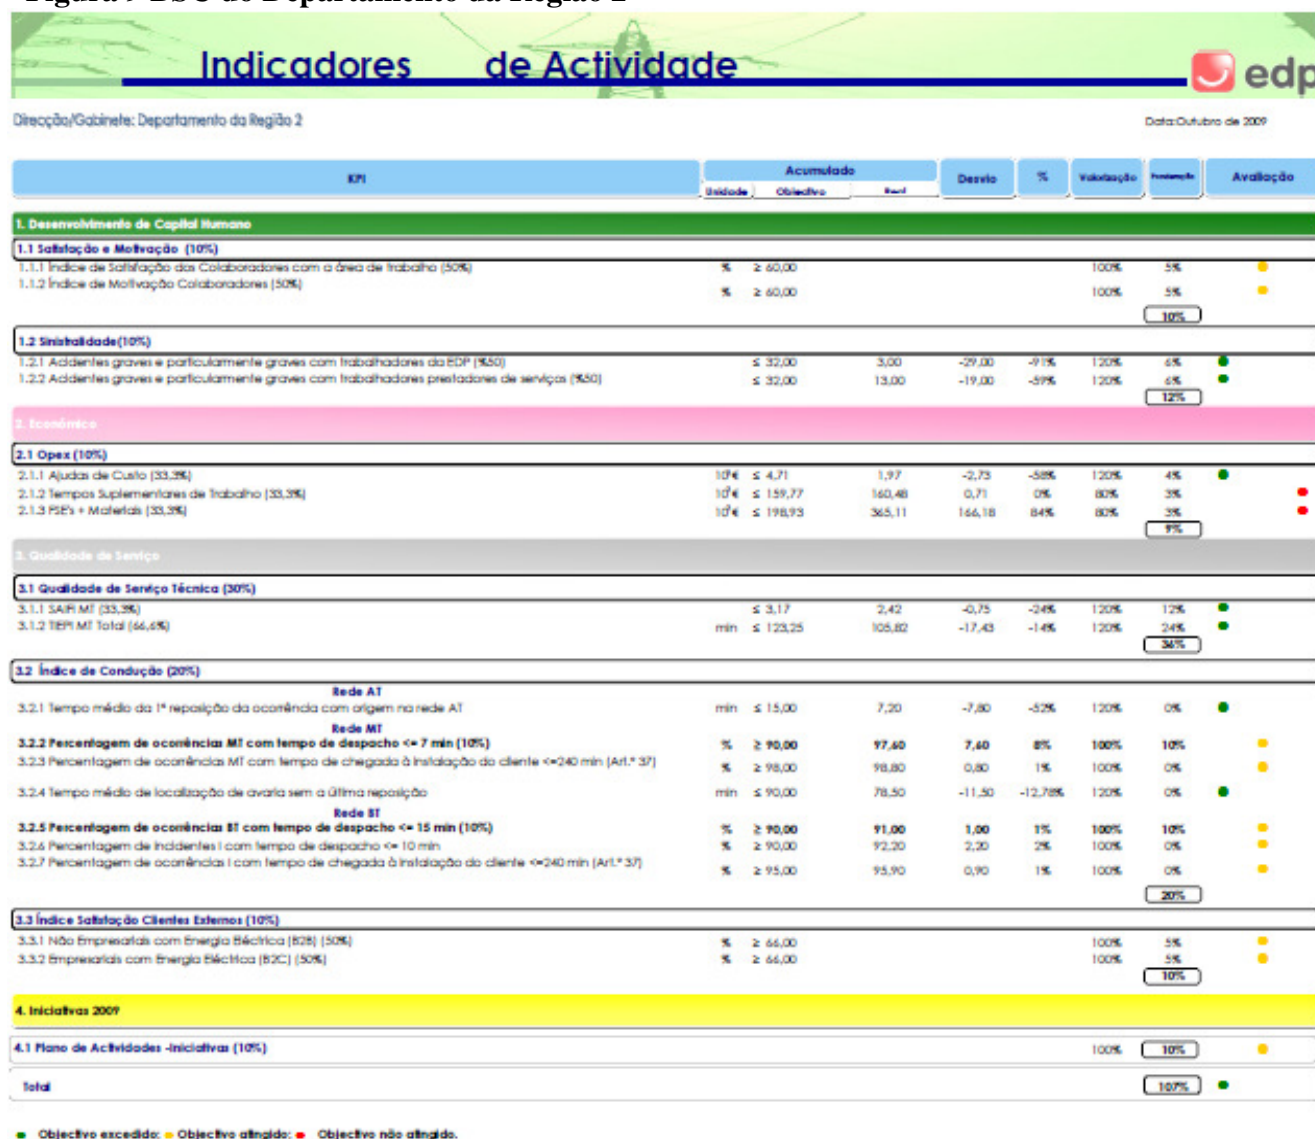 Figura 9 BSC do Departamento da Região 2
Indicadores de Actividade
edp
Direcção/Gabinete: Departamento da Região 2 Data:Outubro de 2009
KPI Acumulado Desvio % Valorização Ponderação Avaliação
Unidade Objectivo Real
1. Desenvolvimento de Capital Humano
1.1 Satisfação e Motivação (10%)
1.1.1 Índice de Satisfação dos Colaboradores com a área de trabalho (50%) % ≥ 60,00 100% 5%
1.1.2 Índice de Motivação Colaboradores (50%) % ≥ 60,00 100% 5%
10%
1.2 Sinistralidade(10%)
1.2.1 Acidentes graves e particularmente graves com trabalhadores da EDP (%50) ≤ 32,00 3,00 -29,00 -91% 120% 6%
1.2.2 Acidentes graves e particularmente graves com trabalhadores prestadores de serviços (%50) ≤ 32,00 13,00 -19,00 -59% 120% 6%
12%
2. Económico
2.1 Opex (10%)
2.1.1 Ajudas de Custo (33,3%) 10³€ ≤ 4,71 1,97 -2,73 -58% 120% 4%
2.1.2 Tempos Suplementares de Trabalho (33,3%) 10³€ ≤ 159,77 160,48 0,71 0% 80% 3%
2.1.3 FSE's + Materiais (33,3%) 10³€ ≤ 198,93 365,11 166,18 84% 80% 3%
9%
3. Qualidade de Serviço
3.1 Qualidade de Serviço Técnica (30%)
3.1.1 SAIFI MT (33,3%) ≤ 3,17 2,42 -0,75 -24% 120% 12%
3.1.2 TIEPI MT Total (66,6%) min ≤ 123,25 105,82 -17,43 -14% 120% 24%
36%
3.2 Índice de Condução (20%)
Rede AT
3.2.1 Tempo médio da 1ª reposição da ocorrência com origem na rede AT min ≤ 15,00 7,20 -7,80 -52% 120% 0%
Rede MT
3.2.2 Percentagem de ocorrências MT com tempo de despacho <= 7 min (10%) % ≥ 90,00 97,60 7,60 8% 100% 10%
3.2.3 Percentagem de ocorrências MT com tempo de chegada à instalação do cliente <=240 min (Art.º 37) % ≥ 98,00 98,80 0,80 1% 100% 0%
3.2.4 Tempo médio de localização de avaria sem a última reposição min ≤ 90,00 78,50 -11,50 -12,78% 120% 0%
Rede BT
3.2.5 Percentagem de ocorrências BT com tempo de despacho <= 15 min (10%) % ≥ 90,00 91,00 1,00 1% 100% 10%
3.2.6 Percentagem de incidentes I com tempo de despacho <= 10 min % ≥ 90,00 92,20 2,20 2% 100% 0%
3.2.7 Percentagem de ocorrências I com tempo de chegada à instalação do cliente <=240 min (Art.º 37) % ≥ 95,00 95,90 0,90 1% 100% 0%
20%
3.3 Índice Satisfação Clientes Externos (10%)
3.3.1 Não Empresariais com Energia Eléctrica (B2B) (50%) % ≥ 66,00 100% 5%
3.3.2 Empresariais com Energia Eléctrica (B2C) (50%) % ≥ 66,00 100% 5%
10%
4. Iniciativas 2009
4.1 Plano de Actividades -Iniciativas (10%) 100% 10%
Total 107%
Objectivo excedido; Objectivo atingido; Objectivo não atingido.